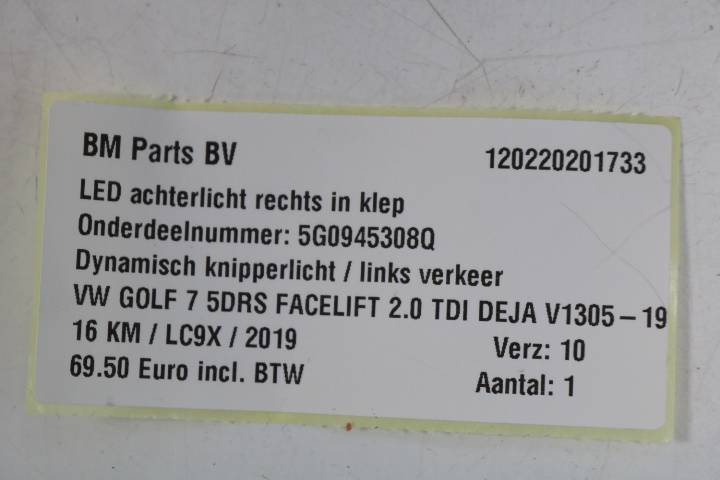 BM Parts BV 120220201733
LED achterlicht rechts in klep
Onderdeelnummer: 5G0945308Q
Dynamisch knipperlicht / links verkeer
VW GOLF 7 5DRS FACELIFT 2.0 TDI DEJA V1305-19
16 KM / LC9X / 2019 Verz: 10
69.50 Euro incl. BTW Aantal: 1